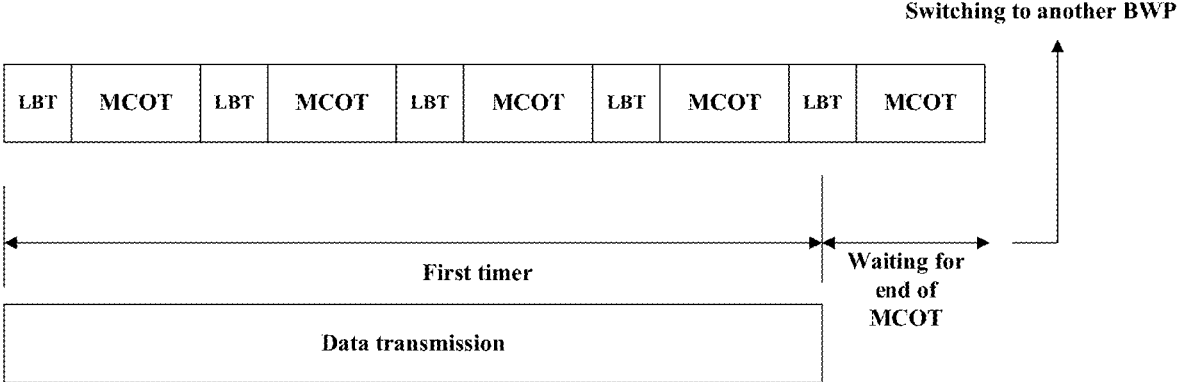 Switching to another BWP
LBT MCOT LBT MCOT LBT MCOT LBT MCOT LBT MCOT
First timer
Waiting for
end of
MCOT
Data transmission